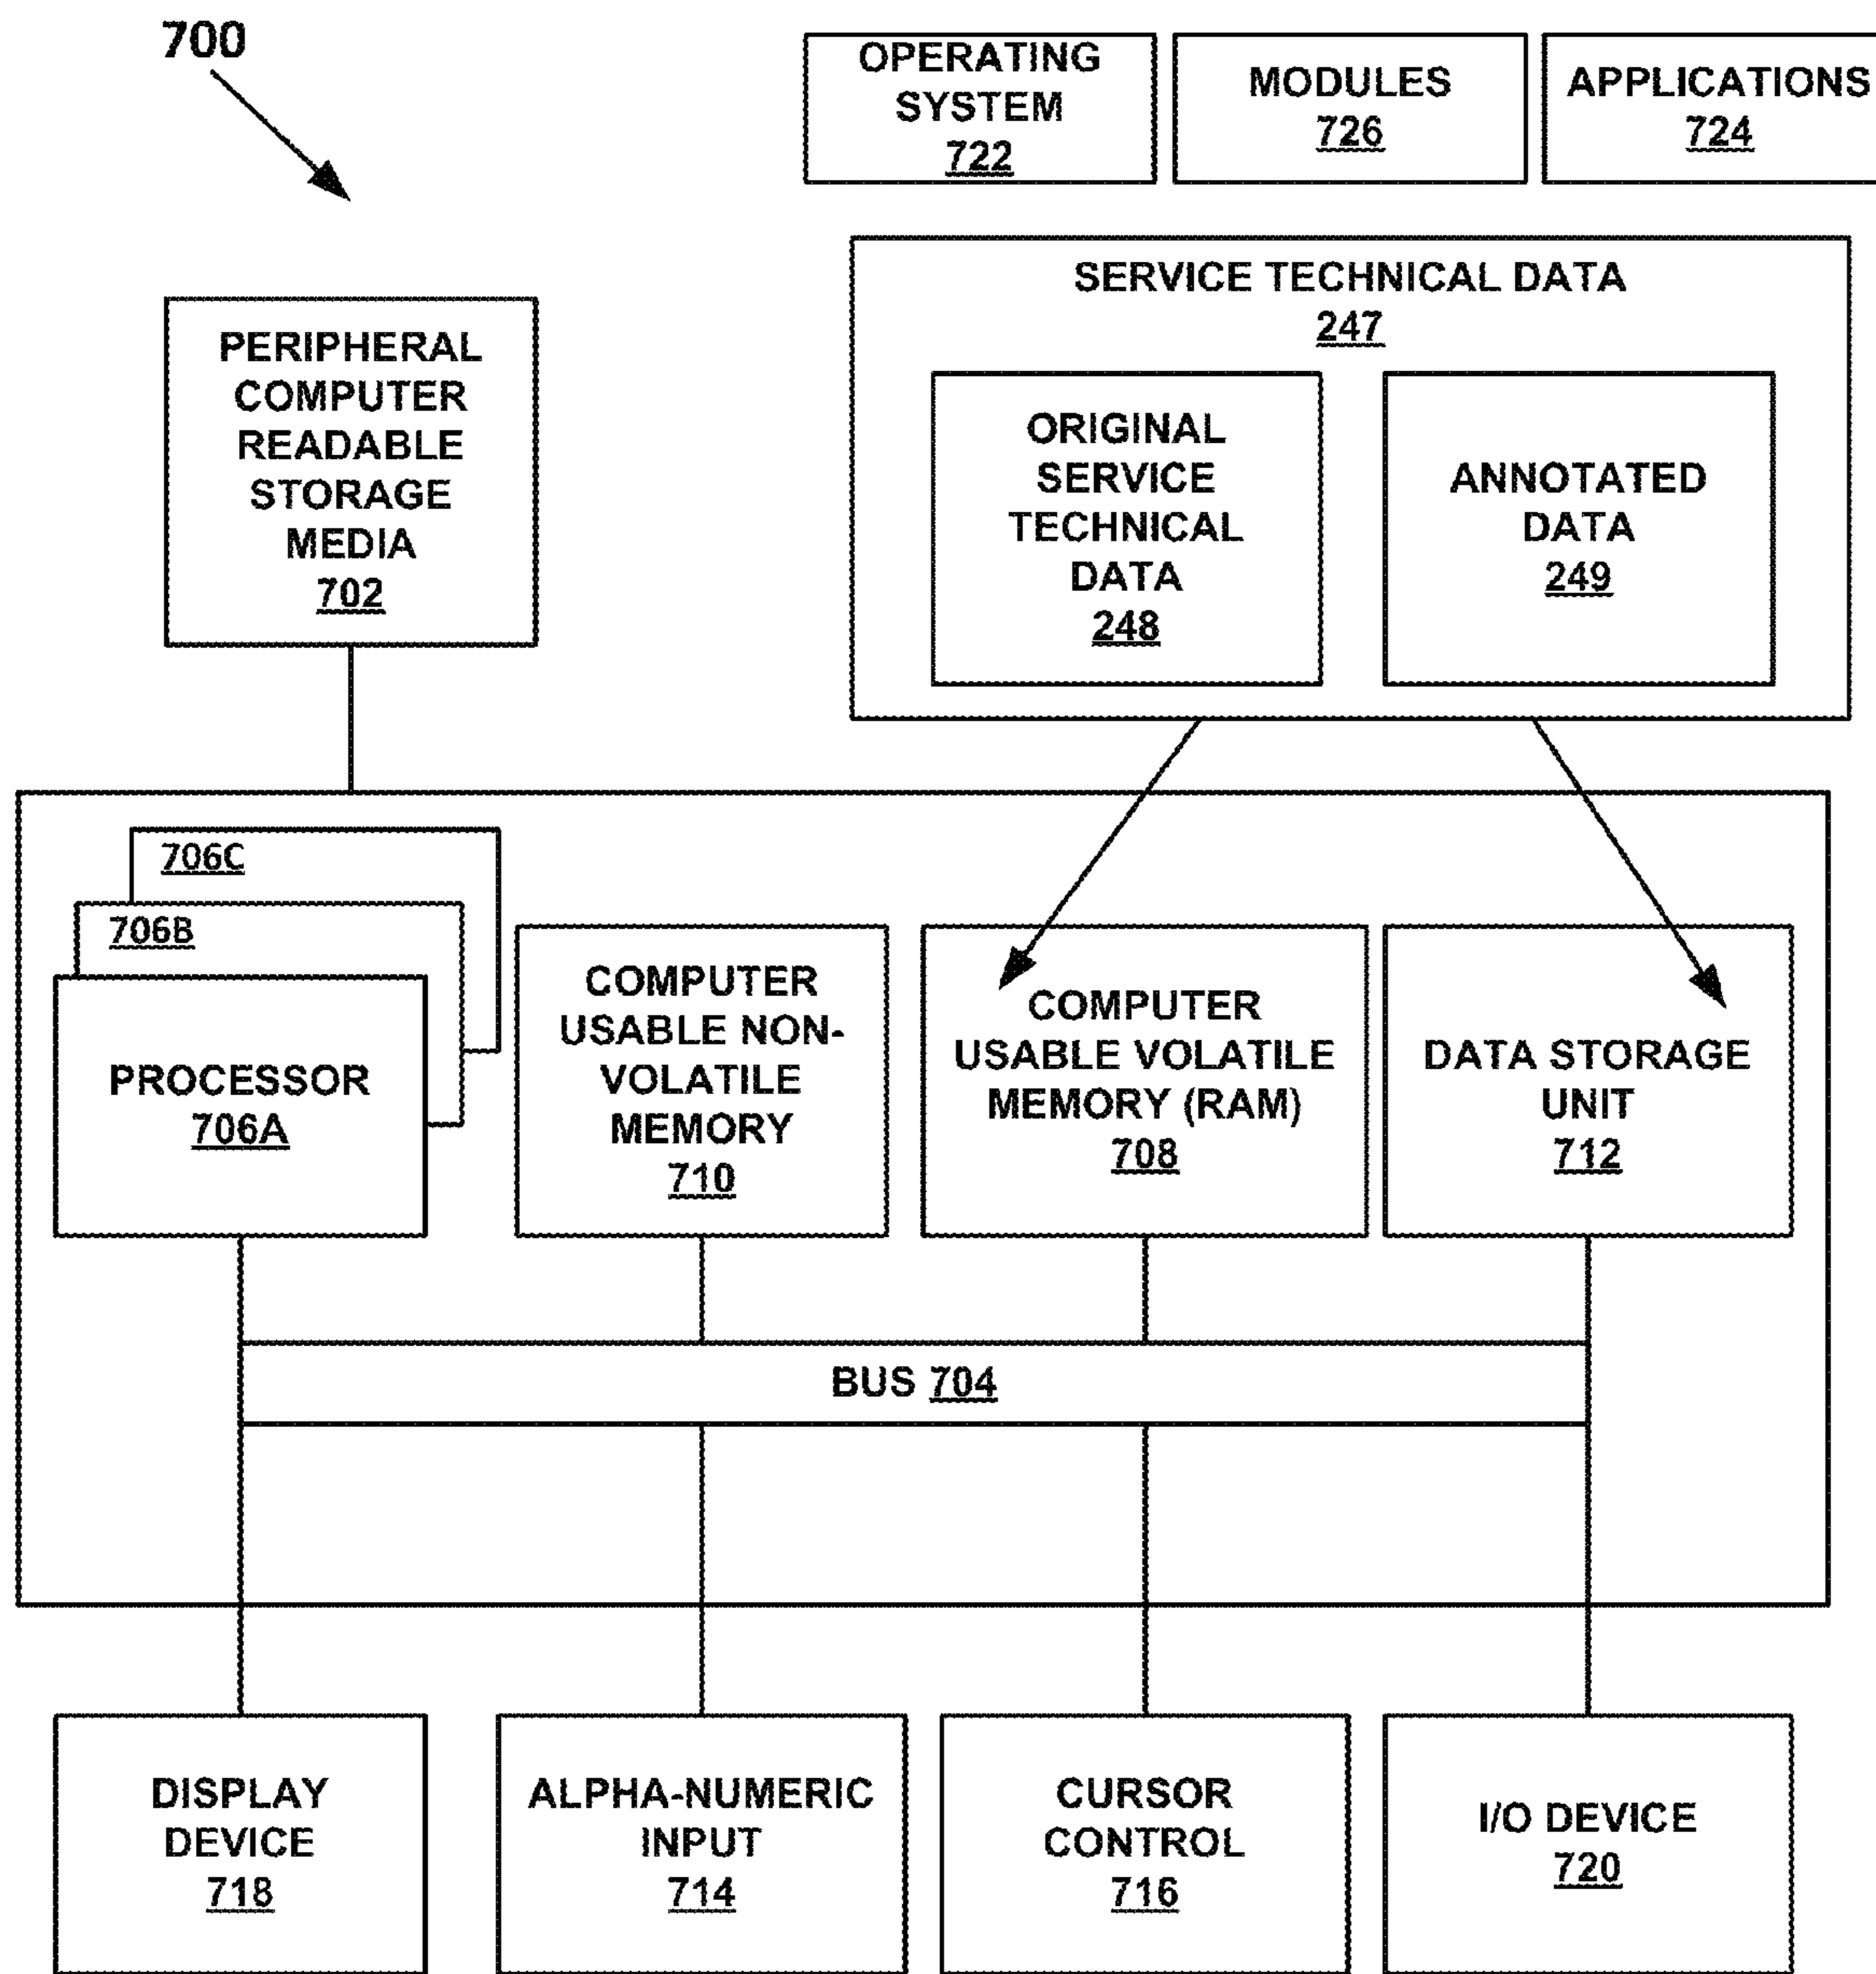 700
OPERATING
SYSTEM
722
MODULES
726
APPLICATIONS
724
SERVICE TECHNICAL DATA
247
PERIPHERAL
COMPUTER
READABLE
STORAGE
MEDIA
702
ORIGINAL
SERVICE
TECHNICAL
DATA
248
ANNOTATED
DATA
249
706C
706B
PROCESSOR
706A
COMPUTER
USABLE NON-
VOLATILE
MEMORY
710
COMPUTER
USABLE VOLATILE
MEMORY (RAM)
708
DATA STORAGE
UNIT
712
BUS 704
DISPLAY
DEVICE
718
ALPHA-NUMERIC
INPUT
714
CURSOR
CONTROL
716
I/O DEVICE
720